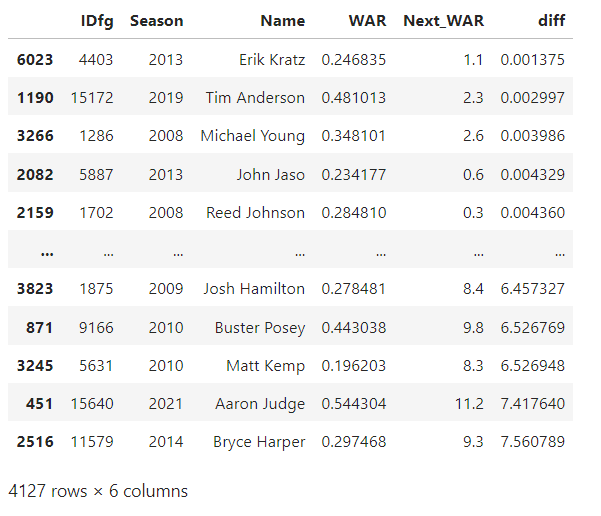 IDfg Season Name WAR Next_WAR diff
6023 4403 2013 Erik Kratz 0.246835 1.1 0.001375
1190 15172 2019 Tim Anderson 0.481013 2.3 0.002997
3266 1286 2008 Michael Young 0.348101 2.6 0.003986
2082 5887 2013 John Jaso 0.234177 0.6 0.004329
2159 1702 2008 Reed Johnson 0.284810 0.3 0.004360
... ... ... ... ... ... ...
3823 1875 2009 Josh Hamilton 0.278481 8.4 6.457327
871 9166 2010 Buster Posey 0.443038 9.8 6.526769
3245 5631 2010 Matt Kemp 0.196203 8.3 6.526948
451 15640 2021 Aaron Judge 0.544304 11.2 7.417640
2516 11579 2014 Bryce Harper 0.297468 9.3 7.560789
4127 rows × 6 columns